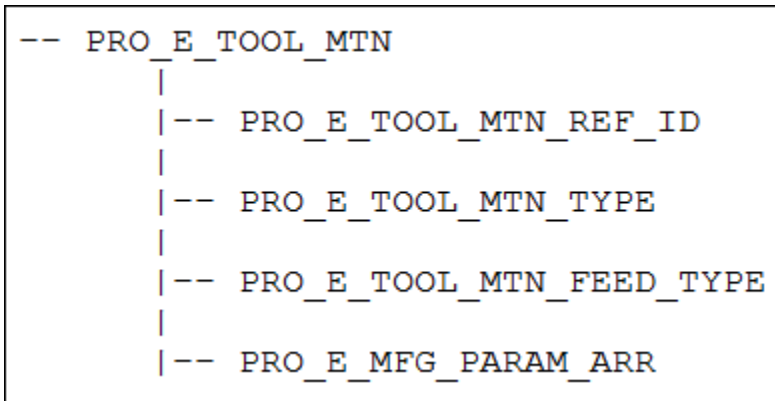 -- PRO_E_TOOL_MTN
|
|-- PRO_E_TOOL_MTN_REF_ID
|
|-- PRO_E_TOOL_MTN_TYPE
|
|-- PRO_E_TOOL_MTN_FEED_TYPE
|
|-- PRO_E_MFG_PARAM_ARR